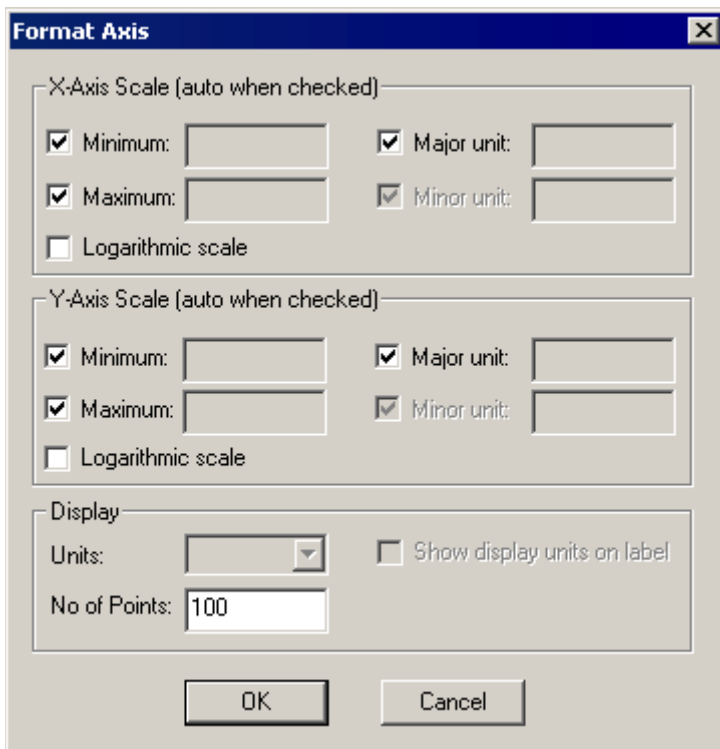 Format Axis
X-Axis Scale (auto when checked)
Minimum: Major unit:
Maximum: Minor unit:
Logarithmic scale
Y-Axis Scale (auto when checked)
Minimum: Major unit:
Maximum: Minor unit:
Logarithmic scale
Display
Units: Show display units on label
No of Points: 100
OK Cancel